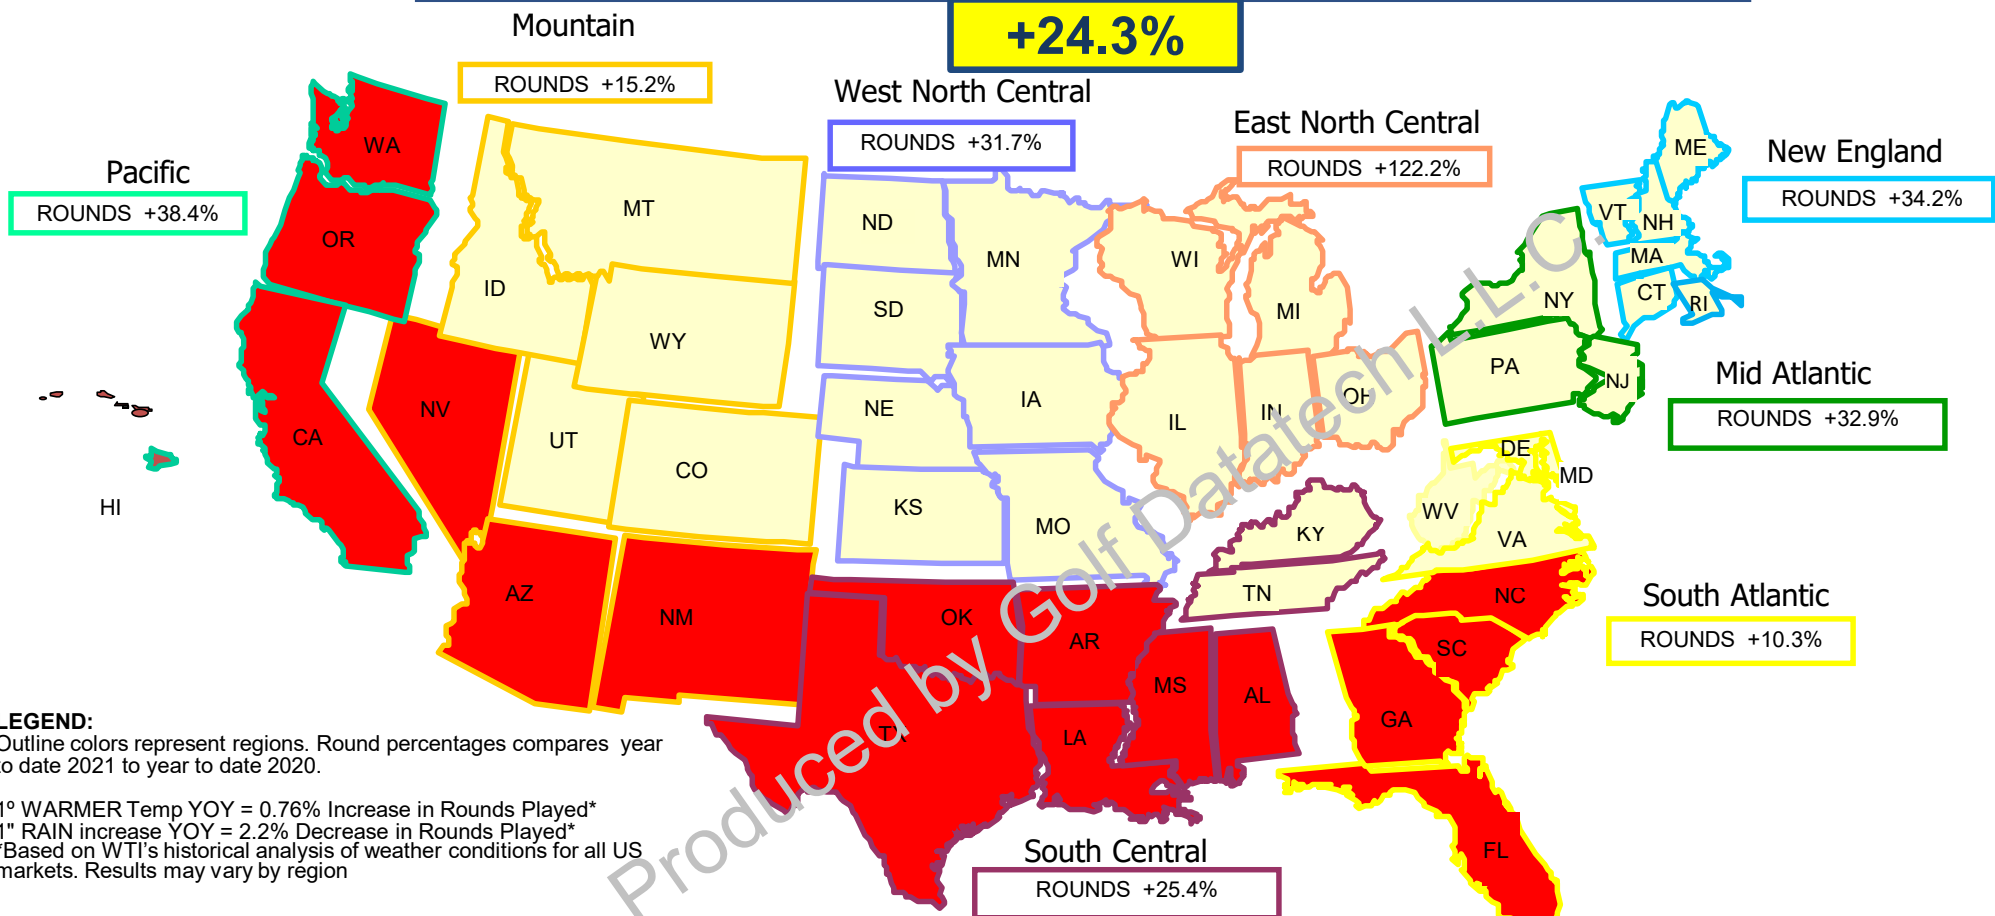 +24.3%
Mountain
ROUNDS +15.2%
West North Central
ROUNDS +31.7%
East North Central
ROUNDS +122.2%
New England
ROUNDS +34.2%
Pacific
ROUNDS +38.4%
Mid Atlantic
ROUNDS +32.9%
South Atlantic
ROUNDS +10.3%
South Central
ROUNDS +25.4%
WA
OR
CA
HI
NV
ID
MT
WY
UT
CO
AZ
NM
ND
SD
NE
KS
MN
IA
MO
WI
MI
IL
IN
OH
KY
TN
OK
TX
AR
LA
MS
AL
ME
VT
NH
MA
CT
RI
NY
PA
NJ
DE
MD
WV
VA
NC
SC
GA
FL
Produced by Golf Datatech L.L.C.
LEGEND:
Outline colors represent regions. Round percentages compares year
to date 2021 to year to date 2020.
1º WARMER Temp YOY = 0.76% Increase in Rounds Played*
1" RAIN increase YOY = 2.2% Decrease in Rounds Played*
*Based on WTI's historical analysis of weather conditions for all US
markets. Results may vary by region